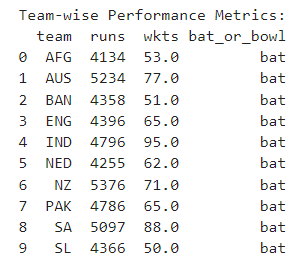 Team-wise Performance Metrics:
team runs wkts bat_or_bowl
0 AFG 4134 53.0 bat
1 AUS 5234 77.0 bat
2 BAN 4358 51.0 bat
3 ENG 4396 65.0 bat
4 IND 4796 95.0 bat
5 NED 4255 62.0 bat
6 NZ 5376 71.0 bat
7 PAK 4786 65.0 bat
8 SA 5097 88.0 bat
9 SL 4366 50.0 bat